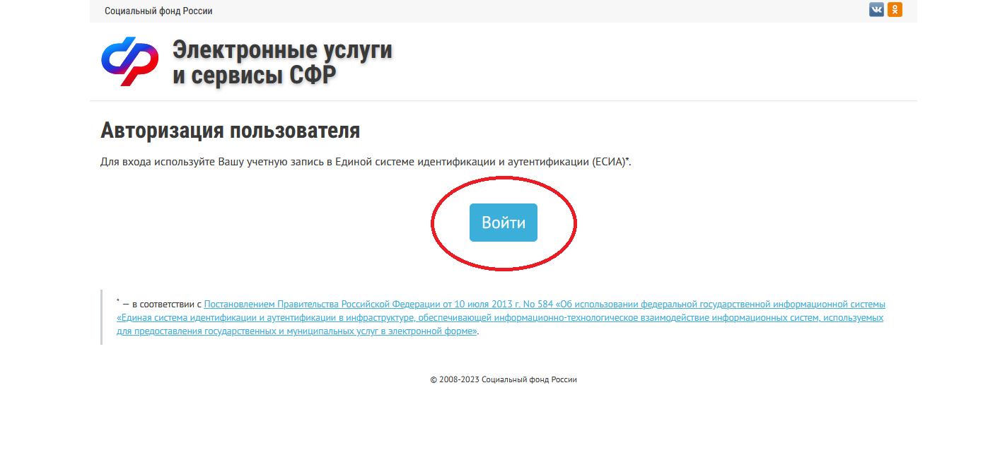 Социальный фонд России
Электронные услуги
и сервисы СФР
Авторизация пользователя
Для входа используйте Вашу учетную запись в Единой системе идентификации и аутентификации (ЕСИА)*.
Войти
* — в соответствии с Постановлением Правительства Российской Федерации от 10 июля 2013 г. No 584 «Об использовании федеральной государственной информационной системы
«Единая система идентификации и аутентификации в инфраструктуре, обеспечивающей информационно-технологическое взаимодействие информационных систем, используемых
для предоставления государственных и муниципальных услуг в электронной форме».
© 2008-2023 Социальный фонд России